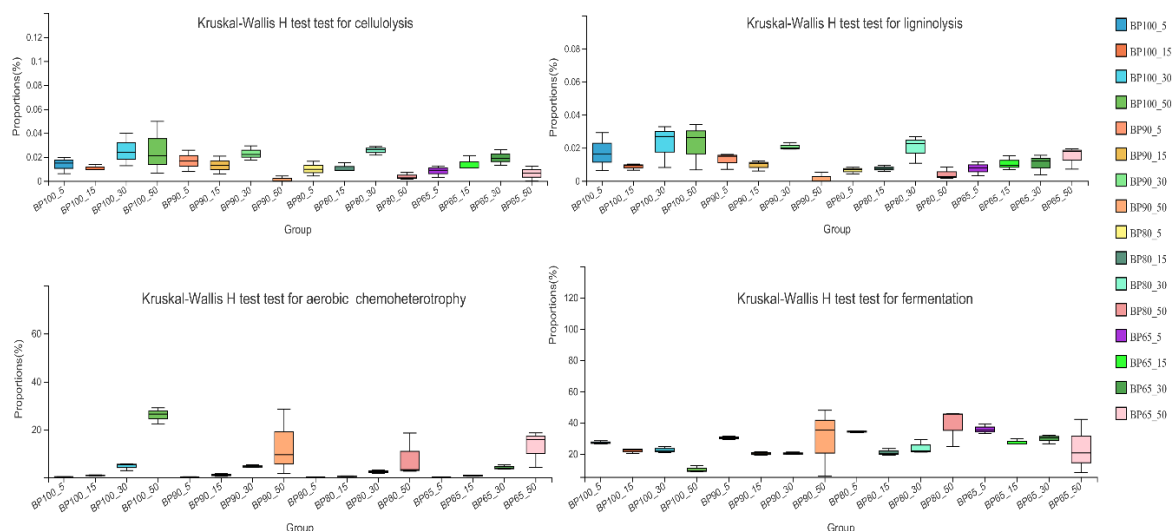 Kruskal-Wallis H test test for cellulolysis
Proportions(%)
0.12
0.1
0.08
0.06
0.04
0.02
0
BP100_5
BP100_15
BP100_30
BP100_50
BP90_5
BP90_15
BP90_30
BP90_50
BP80_5
BP80_15
BP80_30
BP80_50
BP65_5
BP65_15
BP65_30
BP65_50
Group
Kruskal-Wallis H test test for ligninolysis
Proportions(%)
0.08
0.06
0.04
0.02
0
BP100_5
BP100_15
BP100_30
BP100_50
BP90_5
BP90_15
BP90_30
BP90_50
BP80_5
BP80_15
BP80_30
BP80_50
BP65_5
BP65_15
BP65_30
BP65_50
Group
Kruskal-Wallis H test test for aerobic chemoheterotrophy
Proportions(%)
60
40
20
BP100_5
BP100_15
BP100_30
BP100_50
BP90_5
BP90_15
BP90_30
BP90_50
BP80_5
BP80_15
BP80_30
BP80_50
BP65_5
BP65_15
BP65_30
BP65_50
Group
Kruskal-Wallis H test test for fermentation
Proportions(%)
120
100
80
60
40
20
BP100_5
BP100_15
BP100_30
BP100_50
BP90_5
BP90_15
BP90_30
BP90_50
BP80_5
BP80_15
BP80_30
BP80_50
BP65_5
BP65_15
BP65_30
BP65_50
Group
BP100_5
BP100_15
BP100_30
BP100_50
BP90_5
BP90_15
BP90_30
BP90_50
BP80_5
BP80_15
BP80_30
BP80_50
BP65_5
BP65_15
BP65_30
BP65_50